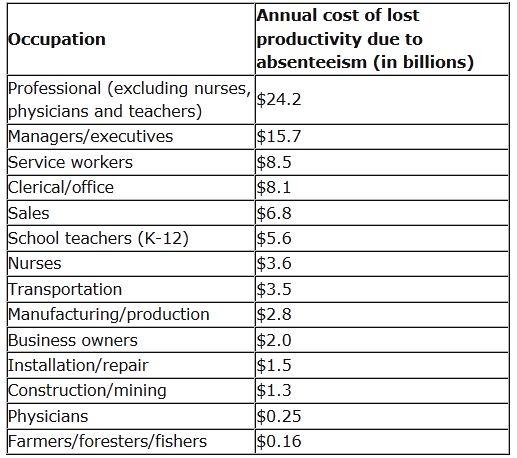 Occupation
Annual cost of lost
productivity due to
absenteeism (in billions)
Professional (excluding nurses,
physicians and teachers)
$24.2
Managers/executives
$15.7
Service workers
$8.5
Clerical/office
$8.1
Sales
$6.8
School teachers (K-12)
$5.6
Nurses
$3.6
Transportation
$3.5
Manufacturing/production
$2.8
Business owners
$2.0
Installation/repair
$1.5
Construction/mining
$1.3
Physicians
$0.25
Farmers/foresters/fishers
$0.16